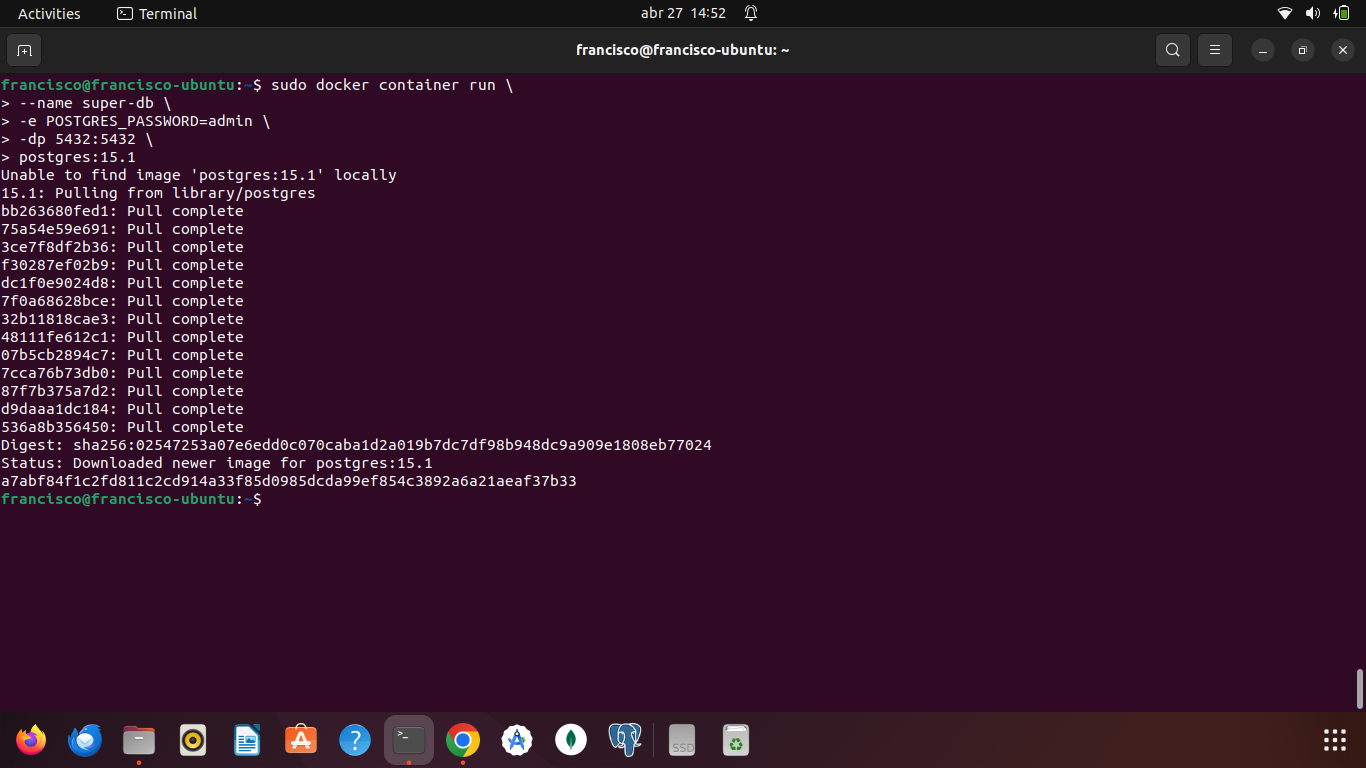 Activities
Terminal
abr 27 14:52
francisco@francisco-ubuntu: ~
francisco@francisco-ubuntu:~$ sudo docker container run \
> --name super-db \
> -e POSTGRES_PASSWORD=admin \
> -dp 5432:5432 \
> postgres:15.1
Unable to find image 'postgres:15.1' locally
15.1: Pulling from library/postgres
bb263680fed1: Pull complete
75a54e59e691: Pull complete
3ce7f8df2b36: Pull complete
f30287ef02b9: Pull complete
dc1f0e9024d8: Pull complete
7f0a68628bce: Pull complete
32b11818cae3: Pull complete
48111fe612c1: Pull complete
07b5cb2894c7: Pull complete
7cca76b73db0: Pull complete
87f7b375a7d2: Pull complete
d9daaa1dc184: Pull complete
536a8b356450: Pull complete
Digest: sha256:02547253a07e6edd0c070caba1d2a019b7dc7df98b948dc9a909e1808eb77024
Status: Downloaded newer image for postgres:15.1
a7abf84f1c2fd811c2cd914a33f85d0985dcda99ef854c3892a6a21aeaf37b33
francisco@francisco-ubuntu:~$
SSD